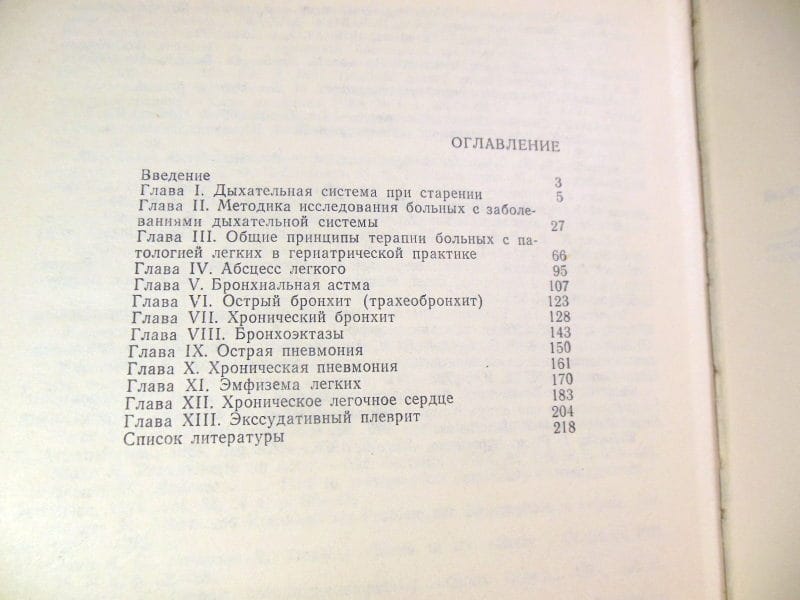 ОГЛАВЛЕНИЕ
Введение 3
Глава I. Дыхательная система при старении 5
Глава II. Методика исследования больных с заболе-
ваниями дыхательной системы 27
Глава III. Общие принципы терапии больных с па-
тологией легких в гериатрической практике 66
Глава IV. Абсцесс легкого 95
Глава V. Бронхиальная астма 107
Глава VI. Острый бронхит (трахеобронхит) 123
Глава VII. Хронический бронхит 128
Глава VIII. Бронхоэктазы 143
Глава IX. Острая пневмония 150
Глава X. Хроническая пневмония 161
Глава XI. Эмфизема легких 170
Глава XII. Хроническое легочное сердце 183
Глава XIII. Экссудативный плеврит 204
Список литературы 218